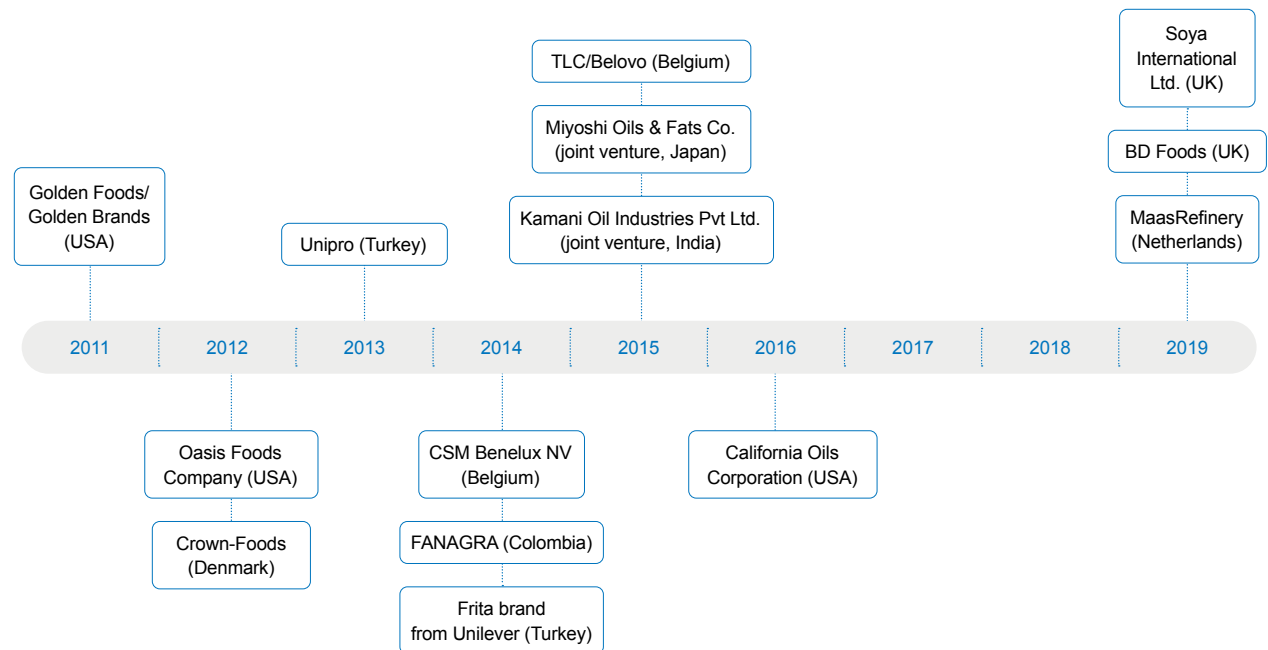 TLC/Belovo (Belgium)
Miyoshi Oils & Fats Co.
(joint venture, Japan)
Kamani Oil Industries Pvt Ltd.
(joint venture, India)
Soya
International
Ltd. (UK)
BD Foods (UK)
MaasRefinery
(Netherlands)
Golden Foods/
Golden Brands
(USA)
Unipro (Turkey)
2011 2012 2013 2014 2015 2016 2017 2018 2019
Oasis Foods
Company (USA)
Crown-Foods
(Denmark)
CSM Benelux NV
(Belgium)
FANAGRA (Colombia)
Frita brand
from Unilever (Turkey)
California Oils
Corporation (USA)